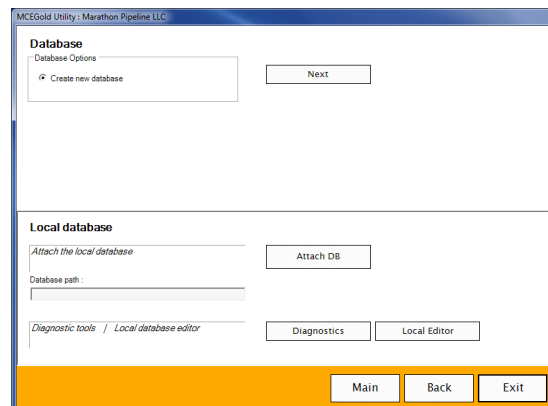 MCEGold Utility : Marathon Pipeline LLC
Database
Database Options
Create new database
Next
Local database
Attach the local database
Attach DB
Database path :
Diagnostic tools / Local database editor
Diagnostics
Local Editor
Main
Back
Exit